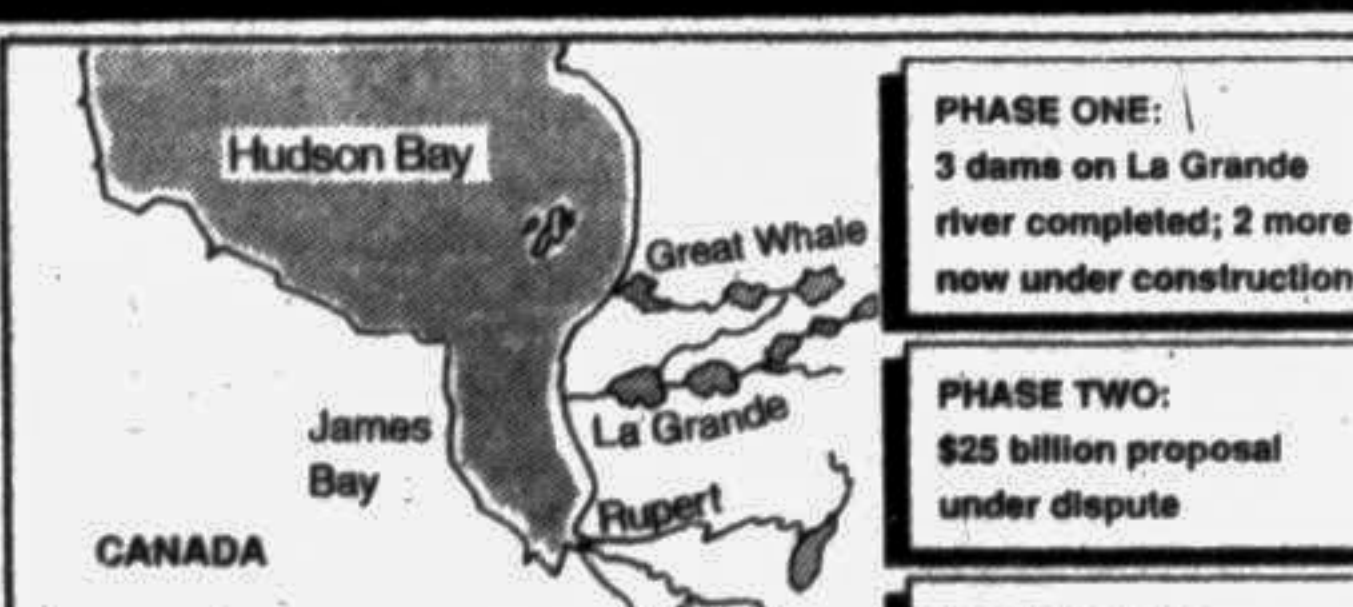 Hudson Bay
Great Whale
La Grande
James
Bay
Rupert
CANADA
PHASE ONE:
3 dams on La Grande
river completed; 2 more
now under construction
PHASE TWO:
$25 billion proposal
under dispute